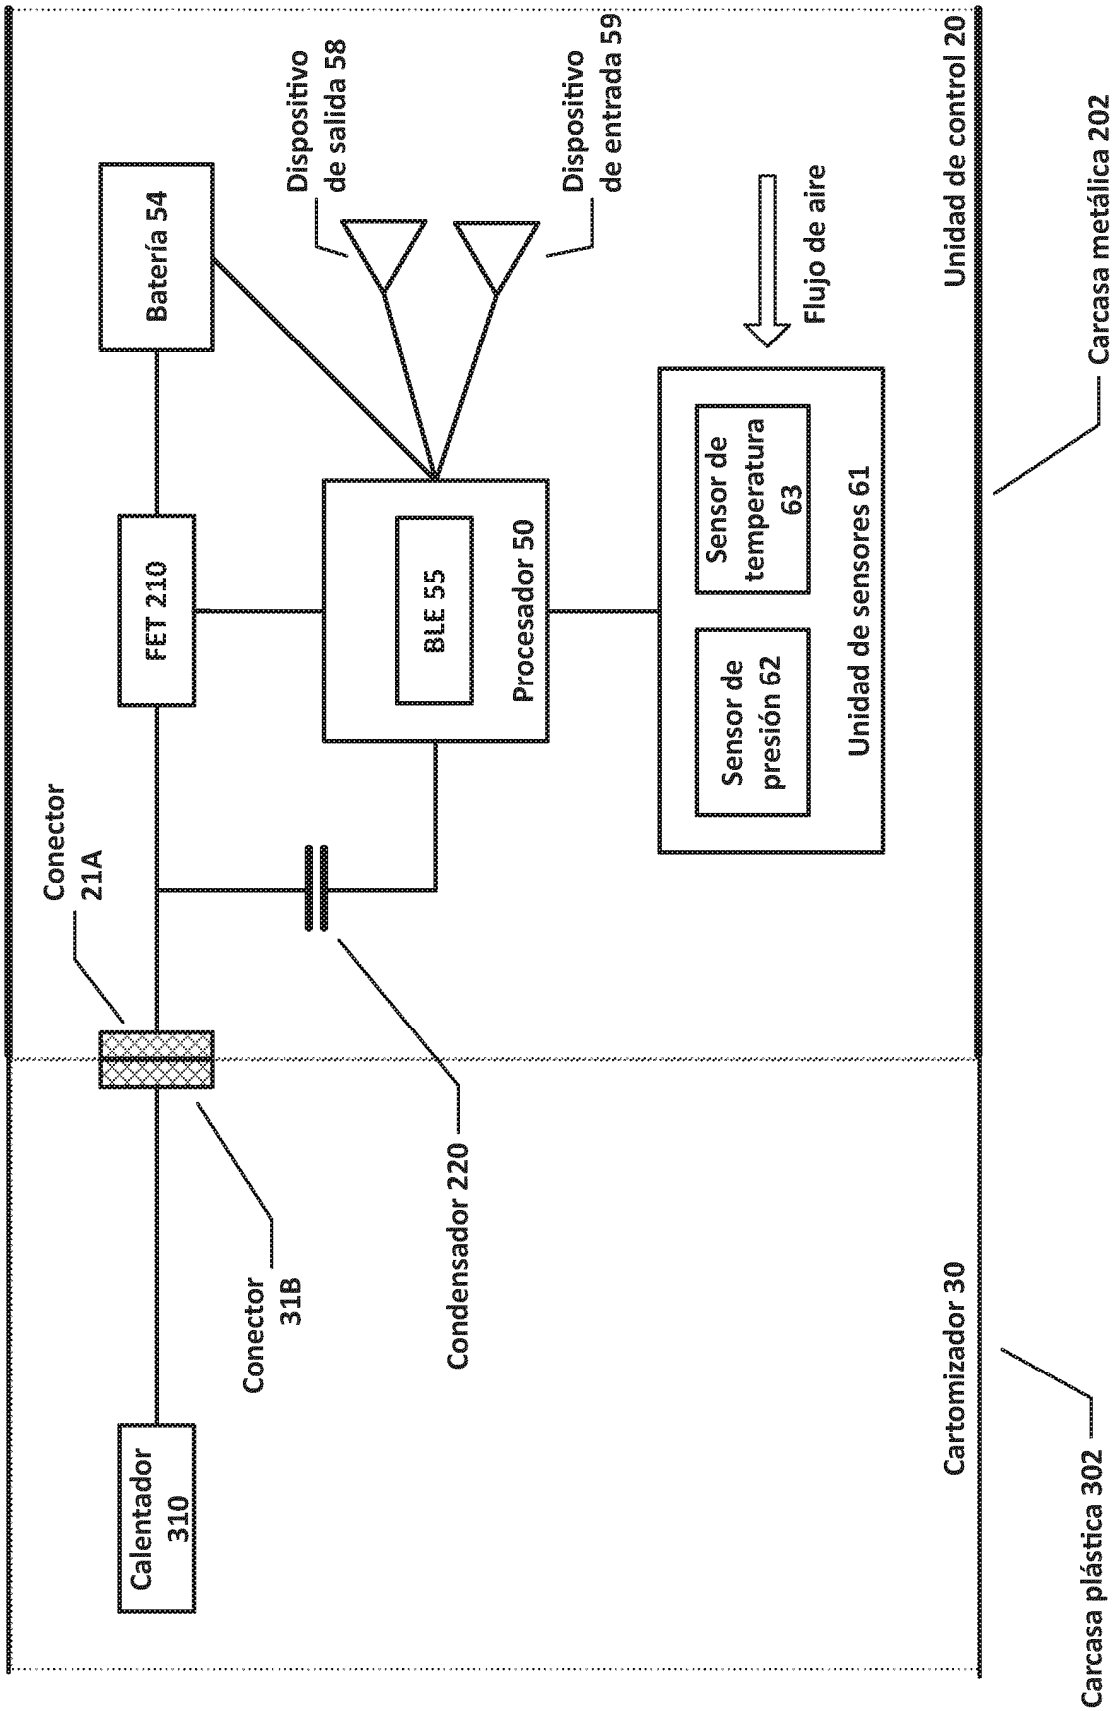 Calentador
310
Conector
31B
Conector
21A
Condensador 220
FET 210
Batería 54
BLE 55
Procesador 50
Dispositivo
de salida 58
Dispositivo
de entrada 59
Sensor de
presión 62
Sensor de
temperatura
63
Unidad de sensores 61
Flujo de aire
Cartomizador 30
Unidad de control 20
Carcasa plástica 302
Carcasa metálica 202